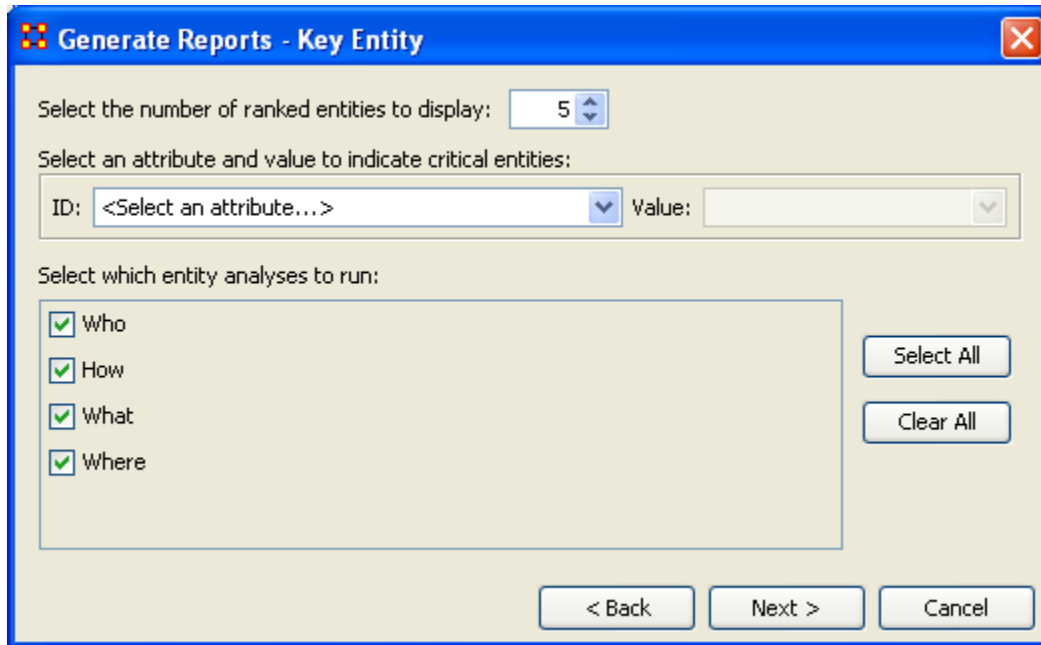 Generate Reports - Key Entity
Select the number of ranked entities to display: 5
Select an attribute and value to indicate critical entities:
ID: <Select an attribute...> Value:
Select which entity analyses to run:
Who
How
What
Where
Select All
Clear All
< Back Next > Cancel